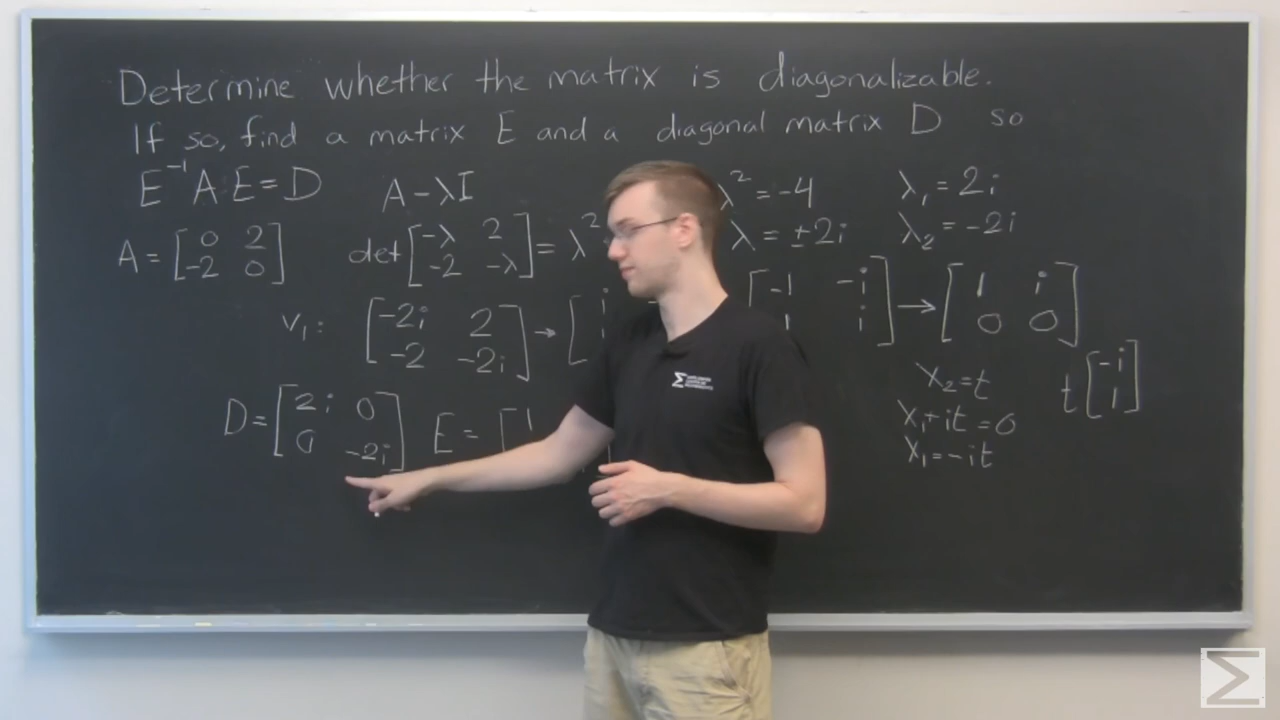 Determine whether the matrix is diagonalizable.
If so, find a matrix E and a diagonal matrix D so
E⁻¹AE=D A-λI λ²=-4 λ₁=2i
A=[0 2; -2 0] det[-λ 2; -2 -λ]=λ² λ=±2i λ₂=-2i
v₁: [-2i 2; -2 -2i]→[ -1 -i; i]→[1 i; 0 0]
x₂=t t[-i; 1]
D=[2i 0; 0 -2i] E=[1
x₁+it=0
x₁=-it
Σ
Σ